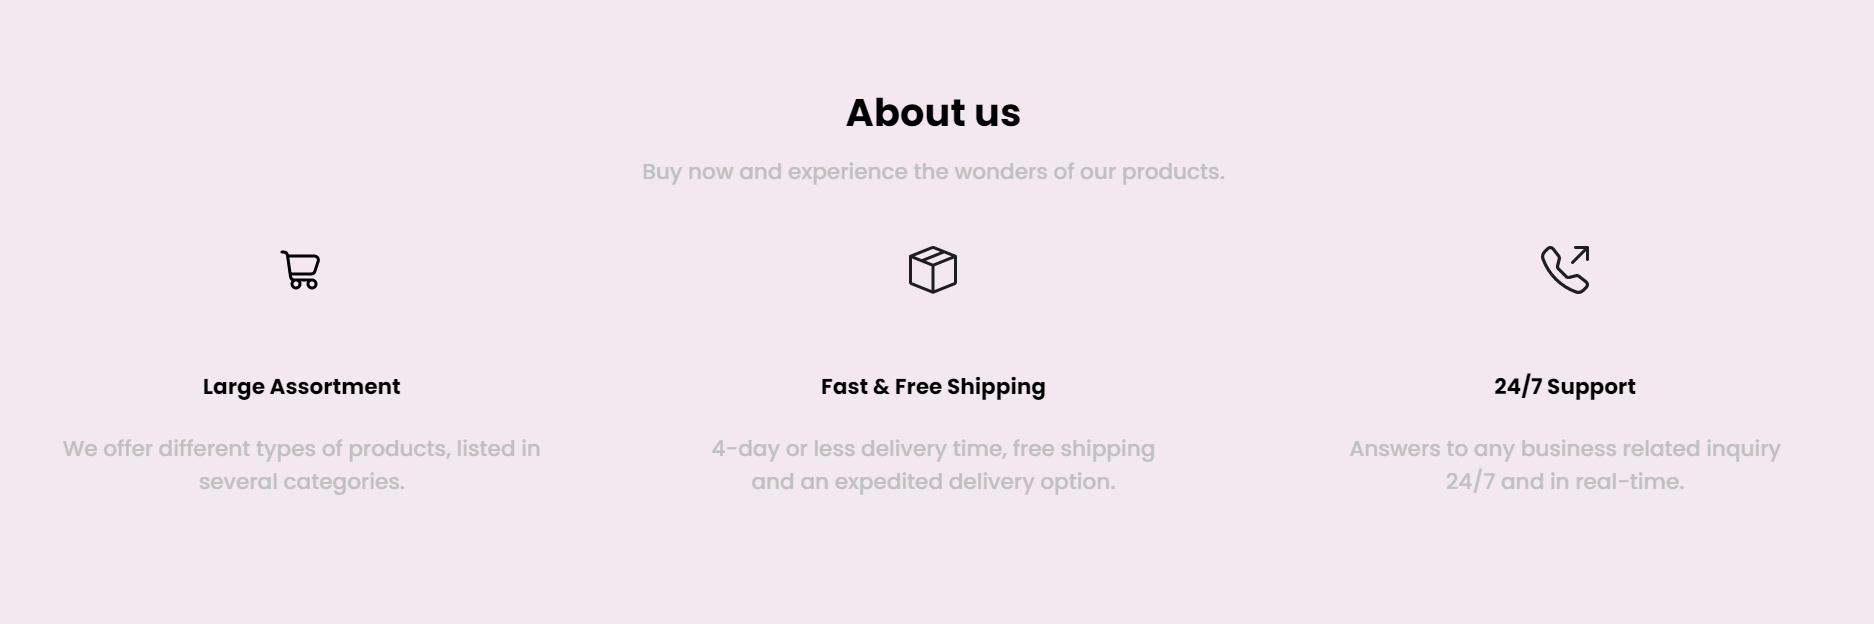 About us
Buy now and experience the wonders of our products.
Large Assortment
We offer different types of products, listed in
several categories.
Fast & Free Shipping
4-day or less delivery time, free shipping
and an expedited delivery option.
24/7 Support
Answers to any business related inquiry
24/7 and in real-time.